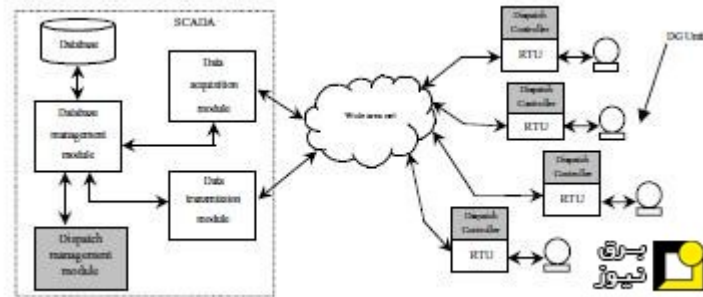 SCADA
Database
Database
management
module
Dispatch
management
module
Data
acquisition
module
Data
transmission
module
Wide area net
Dispatch
Controller
RTU
Dispatch
Controller
RTU
Dispatch
Controller
RTU
Dispatch
Controller
RTU
DG Unit
برق
نیوز